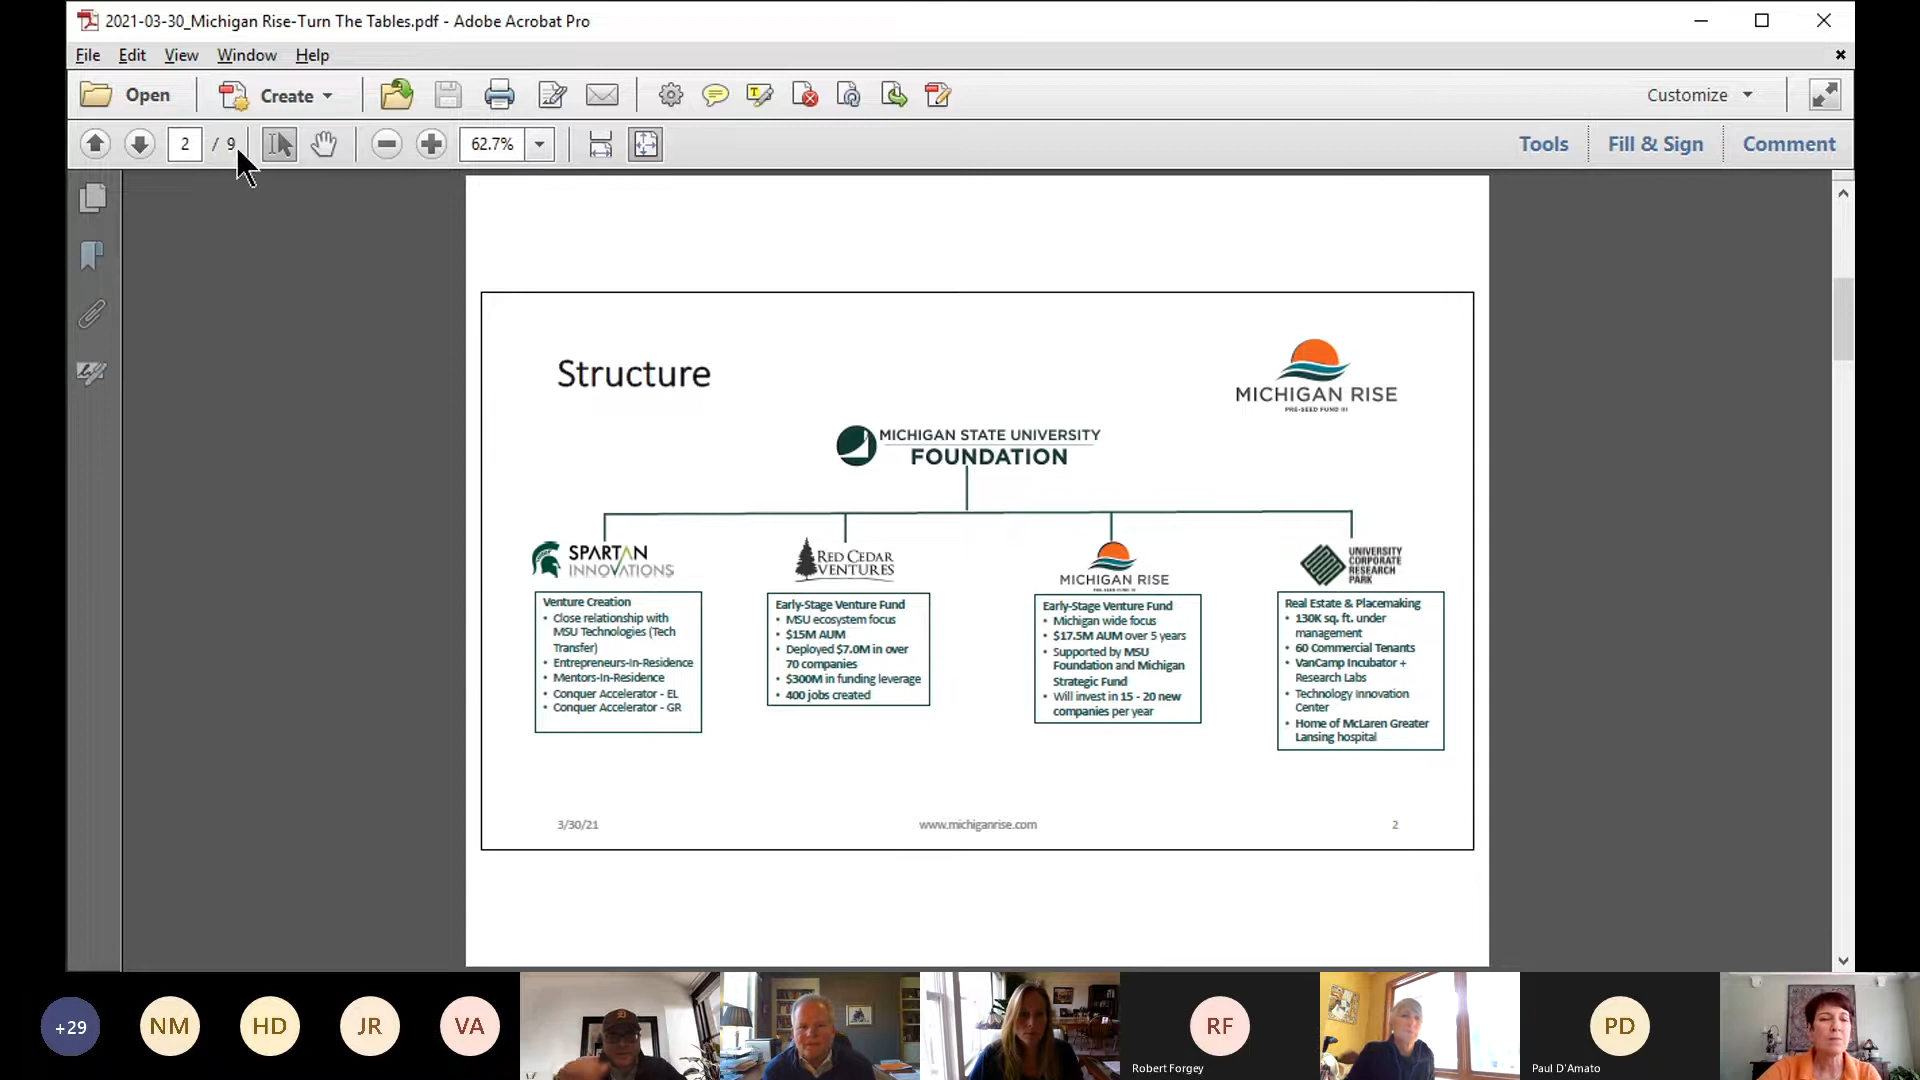 2021-03-30_Michigan Rise-Turn The Tables.pdf - Adobe Acrobat Pro
File Edit View Window Help
Open Create Customize
2 / 9 62.7% Tools Fill & Sign Comment
Structure
MICHIGAN RISE
PRE-SEED FUND III
MICHIGAN STATE UNIVERSITY
FOUNDATION
SPARTAN
INNOVATIONS
Venture Creation
• Close relationship with
MSU Technologies (Tech
Transfer)
• Entrepreneurs-In-Residence
• Mentors-In-Residence
• Conquer Accelerator - EL
• Conquer Accelerator - GR
RED CEDAR
VENTURES
Early-Stage Venture Fund
• MSU ecosystem focus
• $15M AUM
• Deployed $7.0M in over
70 companies
• $300M in funding leverage
• 400 jobs created
MICHIGAN RISE
Early-Stage Venture Fund
• Michigan wide focus
• $17.5M AUM over 5 years
• Supported by MSU
Foundation and Michigan
Strategic Fund
• Will invest in 15 - 20 new
companies per year
UNIVERSITY
CORPORATE
RESEARCH
PARK
Real Estate & Placemaking
• 130K sq. ft. under
management
• 60 Commercial Tenants
• VanCamp Incubator +
Research Labs
• Technology Innovation
Center
• Home of McLaren Greater
Lansing hospital
3/30/21 www.michiganrise.com 2
+29 NM HD JR VA RF PD
Robert Forgey Paul D'Amato